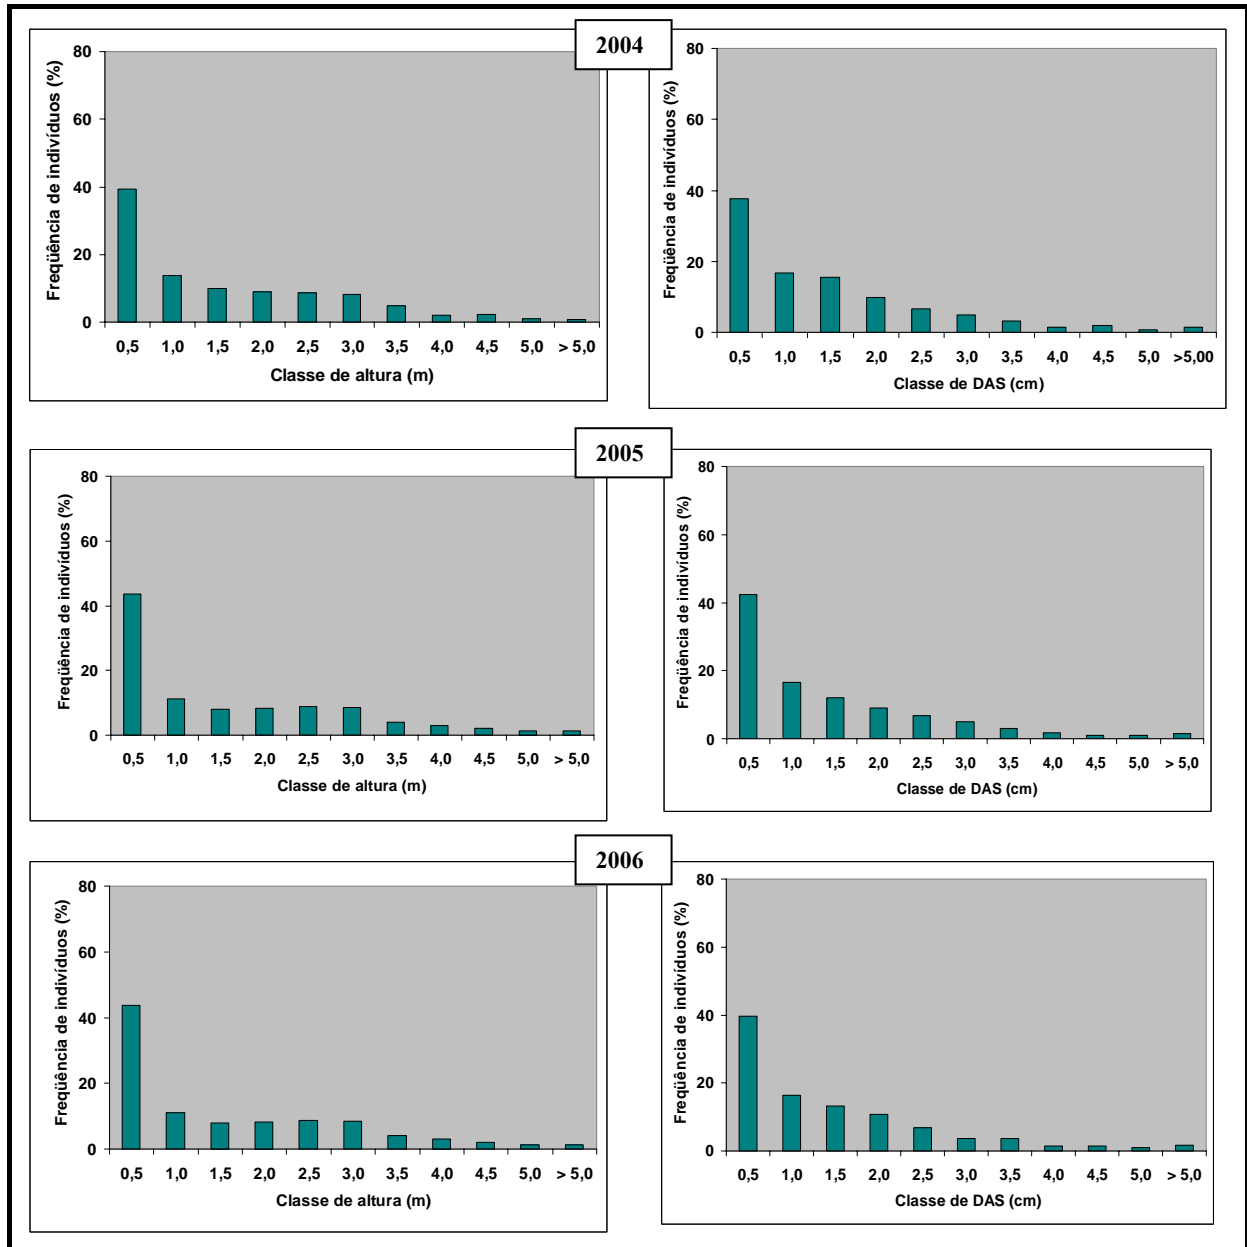 2004
Freqüência de indivíduos (%)
80
60
40
20
0
0,5 1,0 1,5 2,0 2,5 3,0 3,5 4,0 4,5 5,0 > 5,0
Classe de altura (m)
Freqüência de indivíduos (%)
80
60
40
20
0
0,5 1,0 1,5 2,0 2,5 3,0 3,5 4,0 4,5 5,0 >5,00
Classe de DAS (cm)
2005
Freqüência de indivíduos (%)
80
60
40
20
0
0,5 1,0 1,5 2,0 2,5 3,0 3,5 4,0 4,5 5,0 > 5,0
Classe de altura (m)
Freqüência de indivíduos (%)
80
60
40
20
0
0,5 1,0 1,5 2,0 2,5 3,0 3,5 4,0 4,5 5,0 > 5,0
Classe de DAS (cm)
2006
Freqüência de indivíduos (%)
80
60
40
20
0
0,5 1,0 1,5 2,0 2,5 3,0 3,5 4,0 4,5 5,0 > 5,0
Classe de altura (m)
Freqüência de indivíduos (%)
80
60
40
20
0
0,5 1,0 1,5 2,0 2,5 3,0 3,5 4,0 4,5 5,0 > 5,0
Classe de DAS (cm)